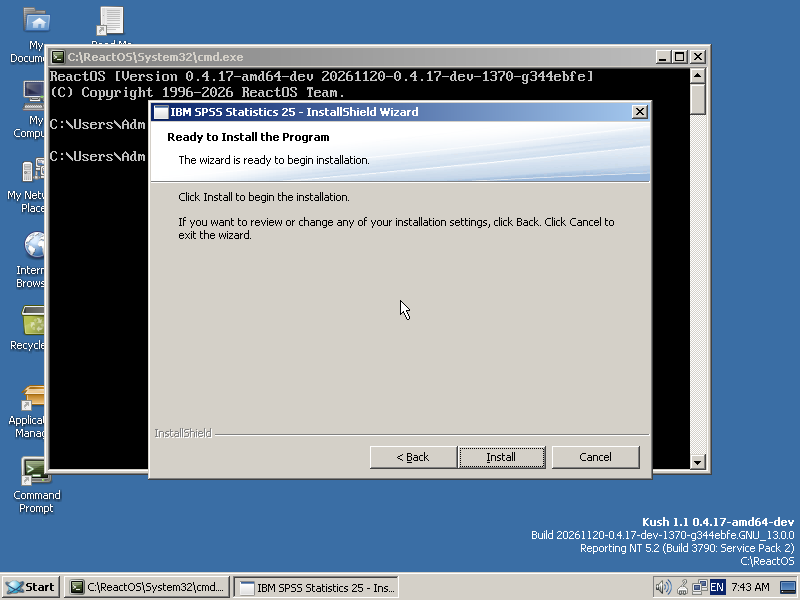 My
Docum
Read Me
My
Compu
My Net
Place
Intern
Brows
Recycle
Applica
Manag
Command
Prompt
C:\ReactOS\System32\cmd.exe
ReactOS [Version 0.4.17-amd64-dev 20261120-0.4.17-dev-1370-g344ebfe]
(C) Copyright 1996-2026 ReactOS Team.
C:\Users\Adm
C:\Users\Adm
IBM SPSS Statistics 25 - InstallShield Wizard
Ready to Install the Program
The wizard is ready to begin installation.
Click Install to begin the installation.
If you want to review or change any of your installation settings, click Back. Click Cancel to
exit the wizard.
InstallShield
< Back
Install
Cancel
Kush 1.1 0.4.17-amd64-dev
Build 20261120-0.4.17-dev-1370-g344ebfe.GNU_13.0.0
Reporting NT 5.2 (Build 3790: Service Pack 2)
C:\ReactOS
Start
C:\ReactOS\System32\cmd....
IBM SPSS Statistics 25 - Ins...
EN
7:43 AM